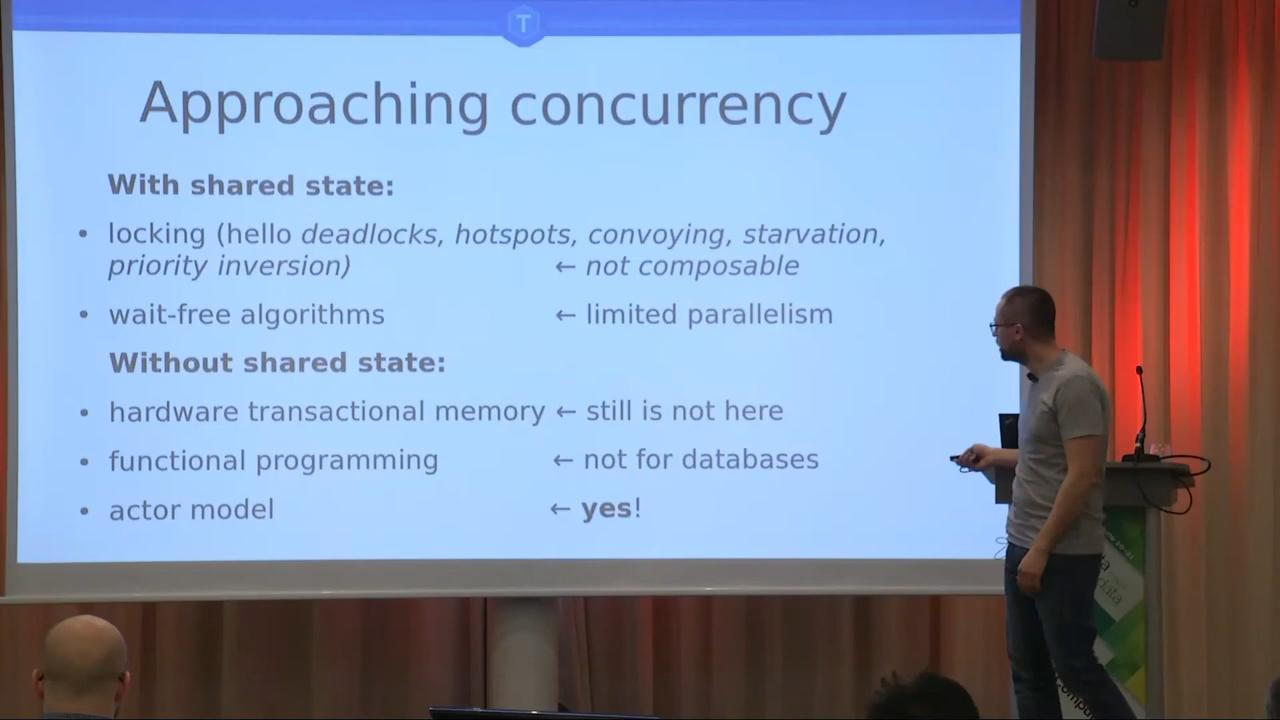 T
Approaching concurrency
With shared state:
• locking (hello deadlocks, hotspots, convoying, starvation,
priority inversion) ← not composable
• wait-free algorithms ← limited parallelism
Without shared state:
• hardware transactional memory ← still is not here
• functional programming ← not for databases
• actor model ← yes!